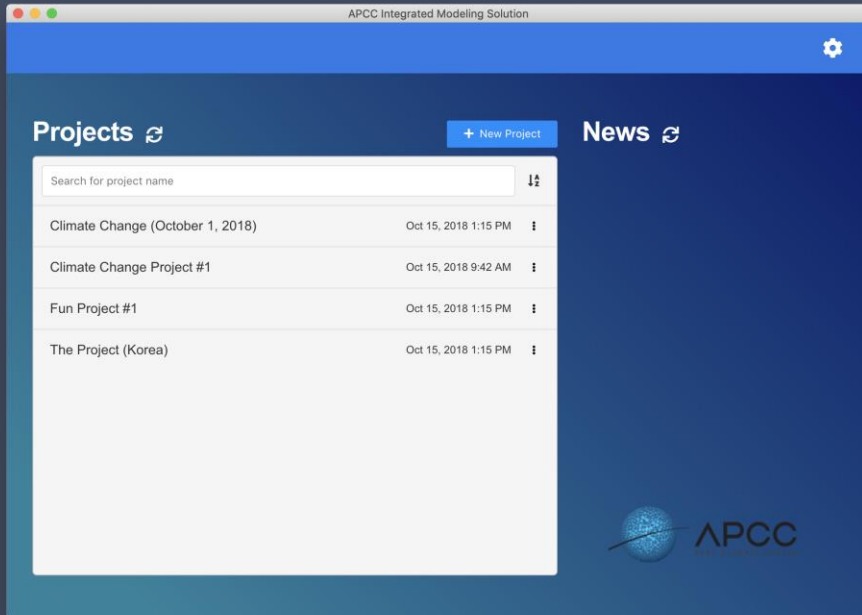 APCC Integrated Modeling Solution
Projects
+ New Project
News
Search for project name
Climate Change (October 1, 2018) Oct 15, 2018 1:15 PM
Climate Change Project #1 Oct 15, 2018 9:42 AM
Fun Project #1 Oct 15, 2018 1:15 PM
The Project (Korea) Oct 15, 2018 1:15 PM
APCC